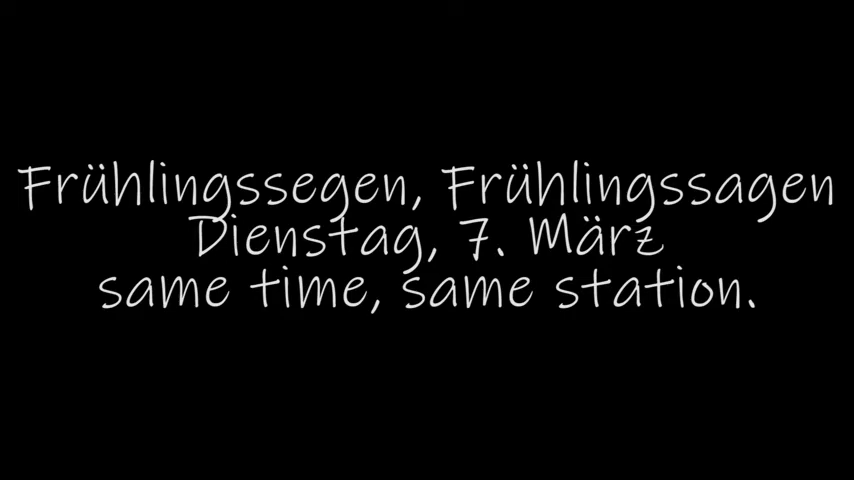 Frühlingssegen, Frühlingssagen
Dienstag, 7. März
same time, same station.